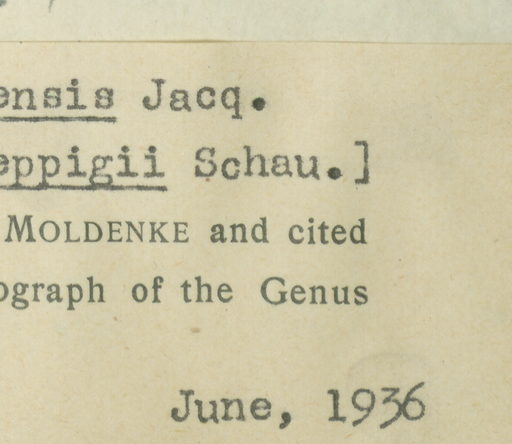 ensis Jacq.
eppigii Schau.]
MOLDENKE and cited
ograph of the Genus
June, 1936